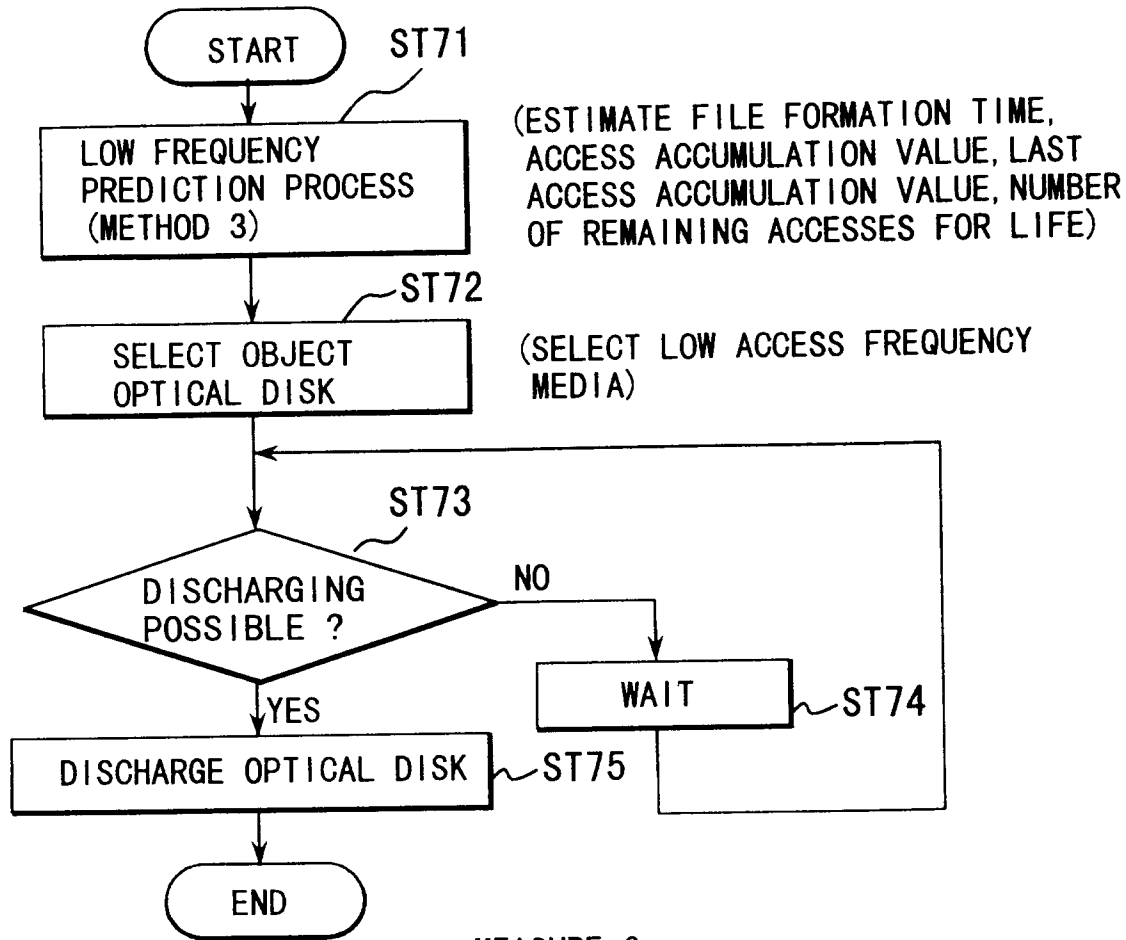 START
ST71
LOW FREQUENCY
PREDICTION PROCESS
(METHOD 3)
(ESTIMATE FILE FORMATION TIME,
ACCESS ACCUMULATION VALUE, LAST
ACCESS ACCUMULATION VALUE, NUMBER
OF REMAINING ACCESSES FOR LIFE)
ST72
SELECT OBJECT
OPTICAL DISK
(SELECT LOW ACCESS FREQUENCY
MEDIA)
ST73
DISCHARGING
POSSIBLE ?
NO
WAIT
ST74
YES
DISCHARGE OPTICAL DISK
ST75
END